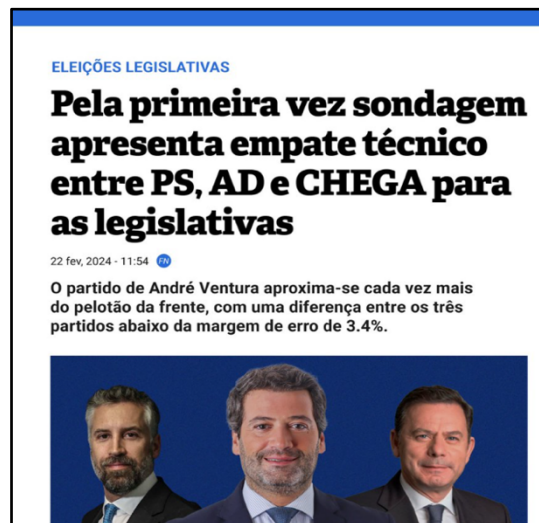 ELEIÇÕES LEGISLATIVAS
Pela primeira vez sondagem
apresenta empate técnico
entre PS, AD e CHEGA para
as legislativas
22 fev, 2024 - 11:54 FN
O partido de André Ventura aproxima-se cada vez mais
do pelotão da frente, com uma diferença entre os três
partidos abaixo da margem de erro de 3.4%.